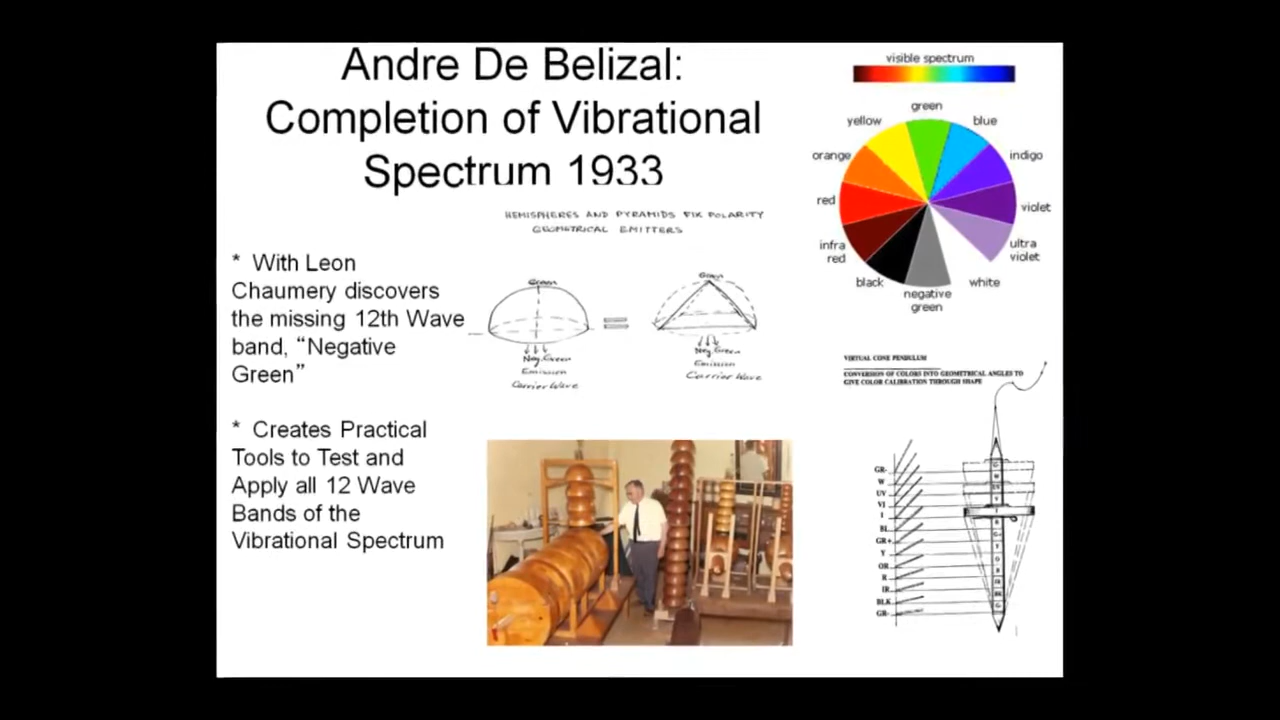 Andre De Belizal:
Completion of Vibrational
Spectrum 1933
HEMISPHERES AND PYRAMIDS FIX POLARITY
GEOMETRICAL EMITTERS
* With Leon
Chaumery discovers
the missing 12th Wave
band, “Negative
Green”
* Creates Practical
Tools to Test and
Apply all 12 Wave
Bands of the
Vibrational Spectrum
Green
Neg. Green
Emission
Carrier Wave
Green
Neg. Green
Emission
Carrier Wave
visible spectrum
green
yellow
blue
orange
indigo
red
violet
infra
red
ultra
violet
black
white
negative
green
VIRTUAL CONE PENDULUM
CONVERSION OF COLORS INTO GEOMETRICAL ANGLES TO
GIVE COLOR CALIBRATION THROUGH SHAPE
GR-
W
UV
VI
I
BL
GR+
Y
OR
R
IR
BLK
GR-